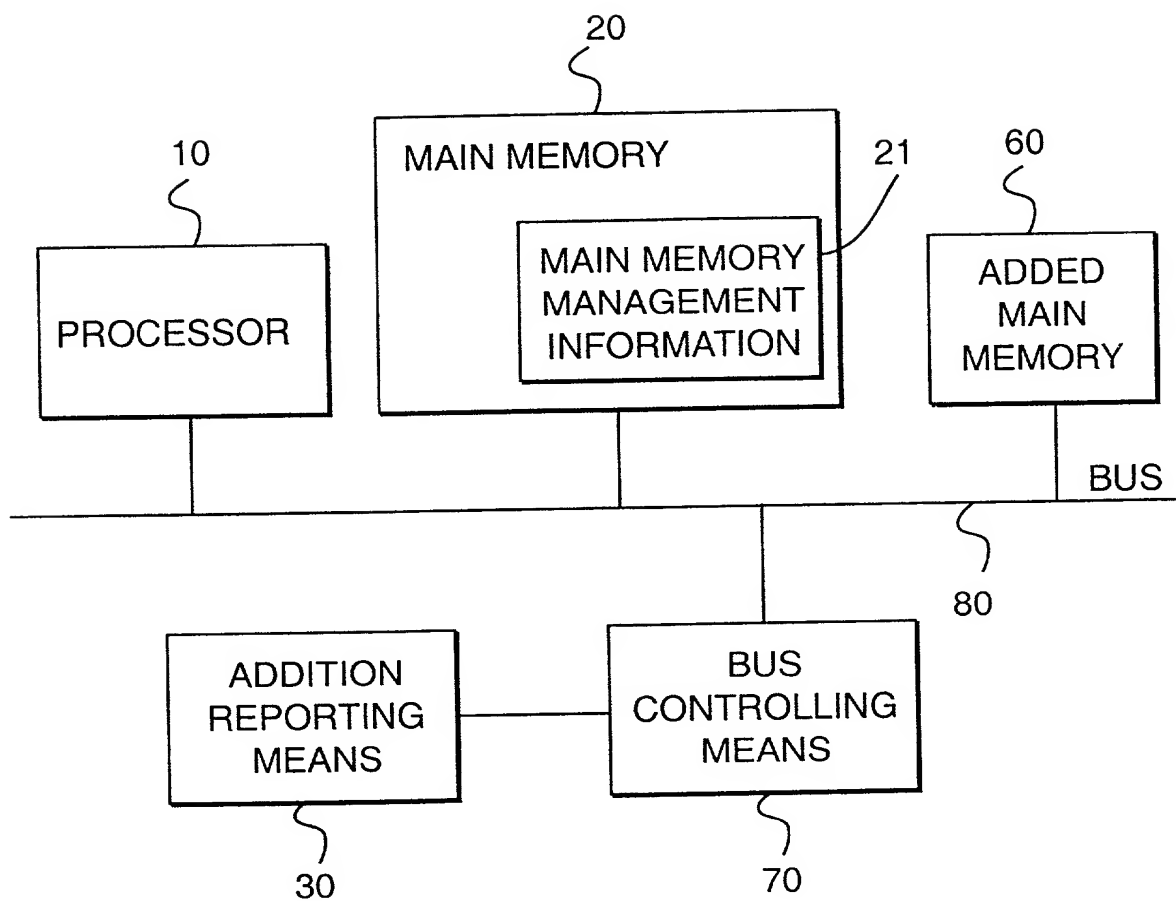 20
10
MAIN MEMORY
21
60
PROCESSOR
MAIN MEMORY
MANAGEMENT
INFORMATION
ADDED
MAIN
MEMORY
BUS
80
ADDITION
REPORTING
MEANS
BUS
CONTROLLING
MEANS
30
70